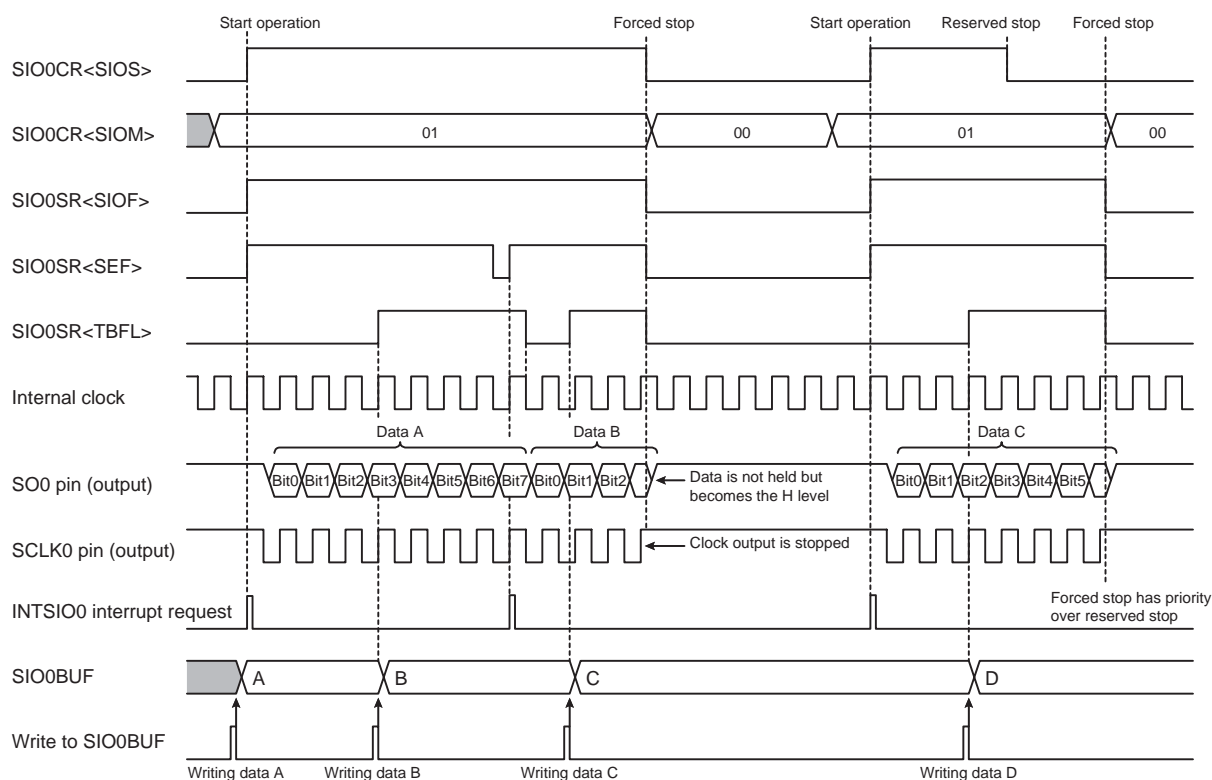 Start operation
Forced stop
Start operation
Reserved stop
Forced stop
SIO0CR<SIOS>
SIO0CR<SIOM>
01
00
01
00
SIO0SR<SIOF>
SIO0SR<SEF>
SIO0SR<TBFL>
Internal clock
Data A
Data B
Data C
SO0 pin (output)
Bit0 Bit1 Bit2 Bit3 Bit4 Bit5 Bit6 Bit7 Bit0 Bit1 Bit2
Data is not held but
becomes the H level
Bit0 Bit1 Bit2 Bit3 Bit4 Bit5
SCLK0 pin (output)
Clock output is stopped
INTSIO0 interrupt request
Forced stop has priority
over reserved stop
SIO0BUF
A
B
C
D
Write to SIO0BUF
Writing data A
Writing data B
Writing data C
Writing data D